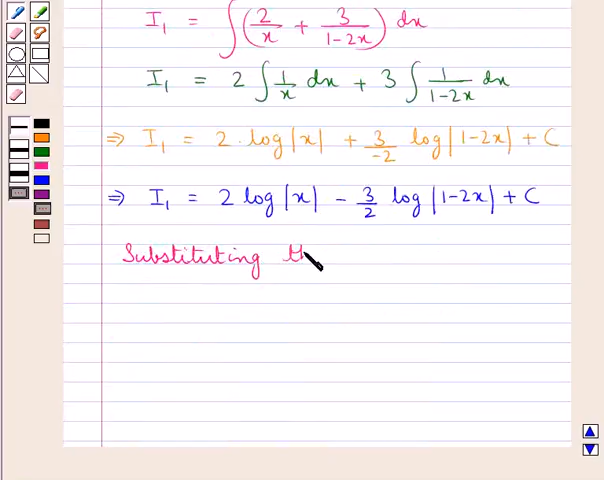 I₁ = ∫(2/x + 3/(1-2x)) dx
I₁ = 2 ∫ 1/x dx + 3 ∫ 1/(1-2x) dx
⇒ I₁ = 2 · log|x| + 3/-2 log|1-2x| + C
⇒ I₁ = 2 log|x| - 3/2 log|1-2x| + C
Substituting th